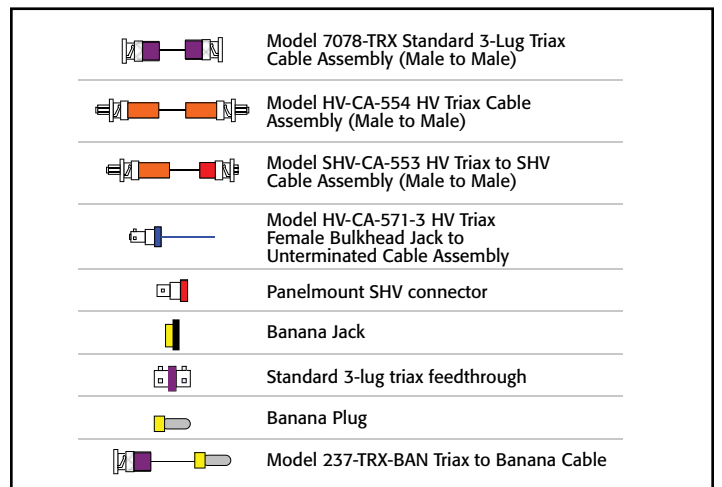 Model 7078-TRX Standard 3-Lug Triax
Cable Assembly (Male to Male)
Model HV-CA-554 HV Triax Cable
Assembly (Male to Male)
Model SHV-CA-553 HV Triax to SHV
Cable Assembly (Male to Male)
Model HV-CA-571-3 HV Triax
Female Bulkhead Jack to
Unterminated Cable Assembly
Panelmount SHV connector
Banana Jack
Standard 3-lug triax feedthrough
Banana Plug
Model 237-TRX-BAN Triax to Banana Cable